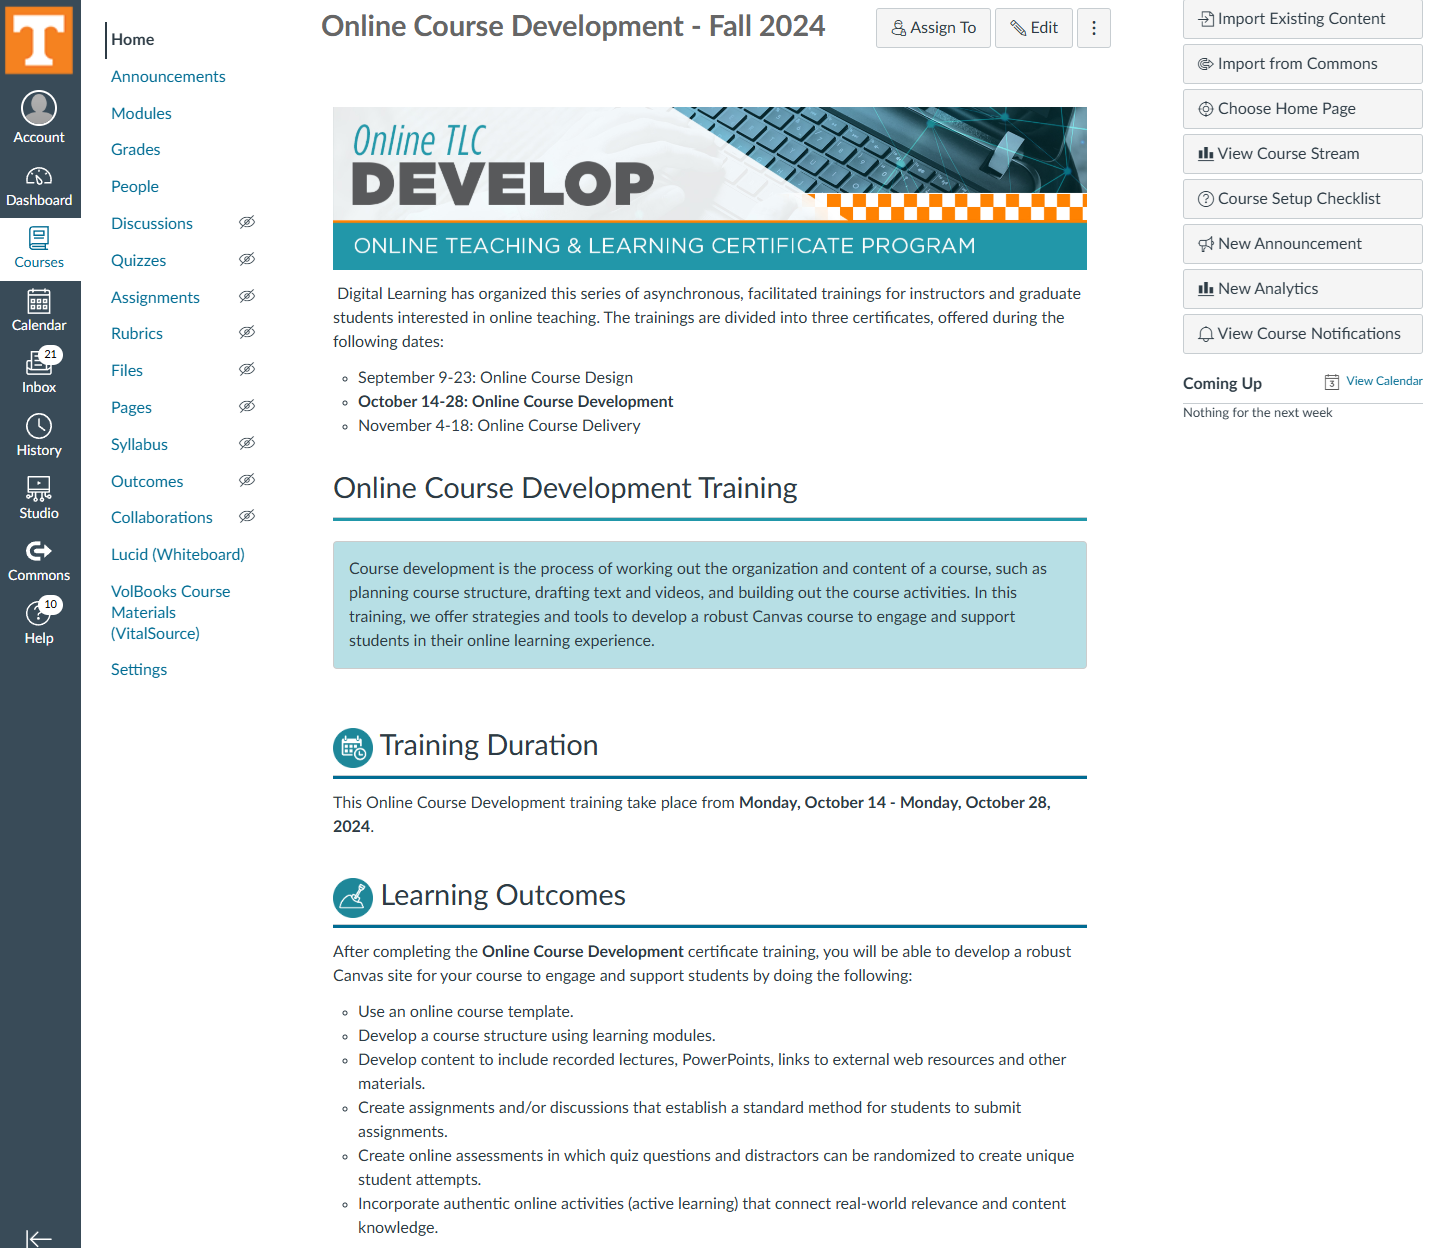 T
Account
Dashboard
Courses
Calendar
21
Inbox
History
Studio
Commons
10
Help
Home
Announcements
Modules
Grades
People
Discussions
Quizzes
Assignments
Rubrics
Files
Pages
Syllabus
Outcomes
Collaborations
Lucid (Whiteboard)
VolBooks Course
Materials
(VitalSource)
Settings
Online Course Development - Fall 2024
Assign To
Edit
Online TLC
DEVELOP
ONLINE TEACHING & LEARNING CERTIFICATE PROGRAM
Digital Learning has organized this series of asynchronous, facilitated trainings for instructors and graduate
students interested in online teaching. The trainings are divided into three certificates, offered during the
following dates:
September 9-23: Online Course Design
October 14-28: Online Course Development
November 4-18: Online Course Delivery
Online Course Development Training
Course development is the process of working out the organization and content of a course, such as
planning course structure, drafting text and videos, and building out the course activities. In this
training, we offer strategies and tools to develop a robust Canvas course to engage and support
students in their online learning experience.
Training Duration
This Online Course Development training take place from Monday, October 14 - Monday, October 28,
2024.
Learning Outcomes
After completing the Online Course Development certificate training, you will be able to develop a robust
Canvas site for your course to engage and support students by doing the following:
Use an online course template.
Develop a course structure using learning modules.
Develop content to include recorded lectures, PowerPoints, links to external web resources and other
materials.
Create assignments and/or discussions that establish a standard method for students to submit
assignments.
Create online assessments in which quiz questions and distractors can be randomized to create unique
student attempts.
Incorporate authentic online activities (active learning) that connect real-world relevance and content
knowledge.
Import Existing Content
Import from Commons
Choose Home Page
View Course Stream
Course Setup Checklist
New Announcement
New Analytics
View Course Notifications
Coming Up
3
View Calendar
Nothing for the next week